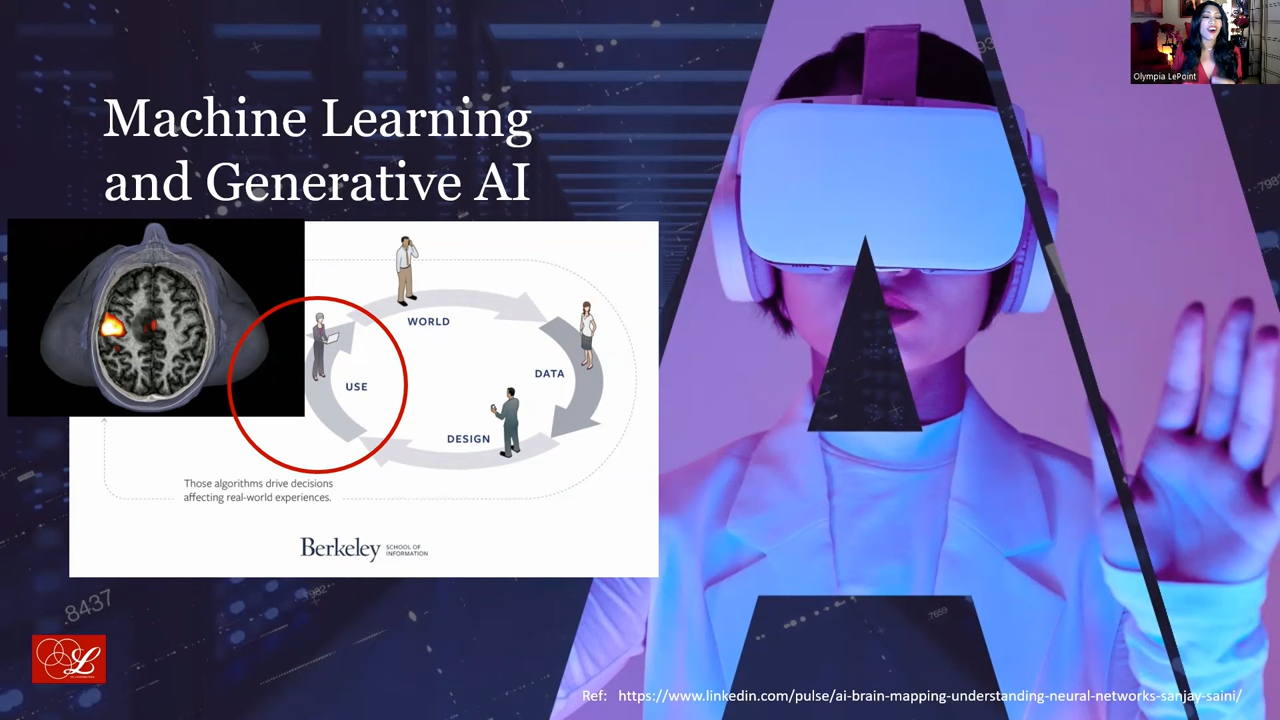 Olympia LePoint
Machine Learning
and Generative AI
WORLD
USE
DATA
DESIGN
Those algorithms drive decisions
affecting real-world experiences.
Berkeley SCHOOL OF
INFORMATION
8437
7982
7659
L
Ref: https://www.linkedin.com/pulse/ai-brain-mapping-understanding-neural-networks-sanjay-saini/